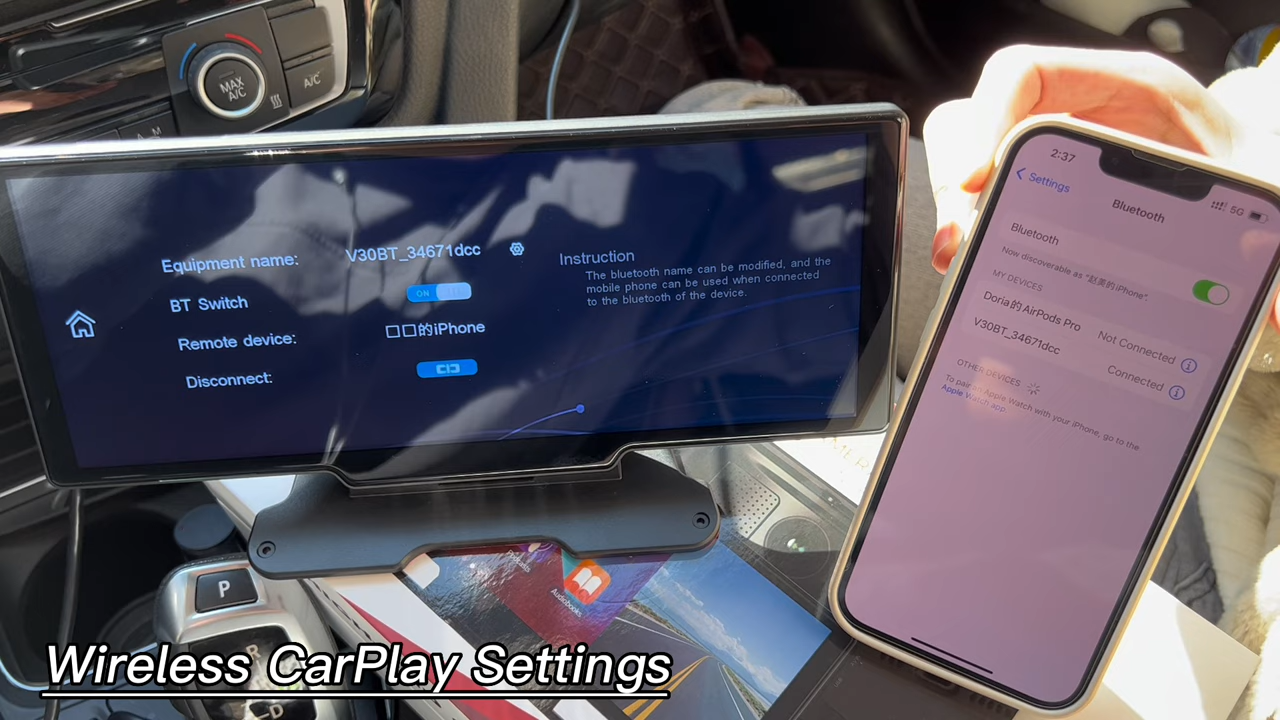 MAX
A/C
A/C
Equipment name:
V30BT_34671dcc
BT Switch
ON
Remote device:
□□的iPhone
Disconnect:
Instruction
The bluetooth name can be modified, and the
mobile phone can be used when connected
to the bluetooth of the device.
2:37
5G
Settings
Bluetooth
Bluetooth
Now discoverable as “赵美的iPhone”.
MY DEVICES
Doria的AirPods Pro
Not Connected
V30BT_34671dcc
Connected
OTHER DEVICES
To pair an Apple Watch with your iPhone, go to the
Apple Watch app.
Podcasts
Audiobooks
P
R
D
Wireless CarPlay Settings